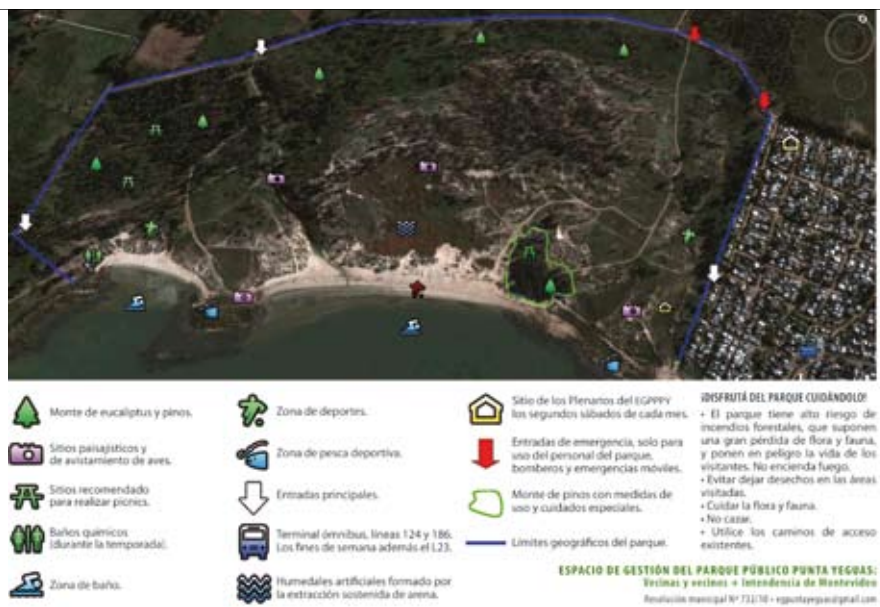 Monte de eucaliptus y pinos.
Sitios paisajísticos y
de avistamiento de aves.
Sitios recomendado
para realizar picnics.
Baños químicos
(durante la temporada).
Zona de baño.
Zona de deportes.
Zona de pesca deportiva.
Entradas principales.
Terminal ómnibus, líneas 124 y 186.
Los fines de semana además el L23.
Humedales artificiales formado por
la extracción sostenida de arena.
Sitio de los Plenarios del EGPPPY
los segundos sábados de cada mes.
Entradas de emergencia, solo para
uso del personal del parque,
bomberos y emergencias móviles.
Monte de pinos con medidas de
uso y cuidados especiales.
Límites geográficos del parque.
¡DISFRUTÁ DEL PARQUE CUIDÁNDOLO!
• El parque tiene alto riesgo de
incendios forestales, que suponen
una gran pérdida de flora y fauna,
y ponen en peligro la vida de los
visitantes. No encienda fuego.
• Evitar dejar desechos en las áreas
visitadas.
• Cuidar la flora y fauna.
• No cazar.
• Utilice los caminos de acceso
existentes.
ESPACIO DE GESTIÓN DEL PARQUE PÚBLICO PUNTA YEGUAS:
Vecinas y vecinos + Intendencia de Montevideo
Resolución municipal Nº 732/10 • egpuntayeguas@gmail.com